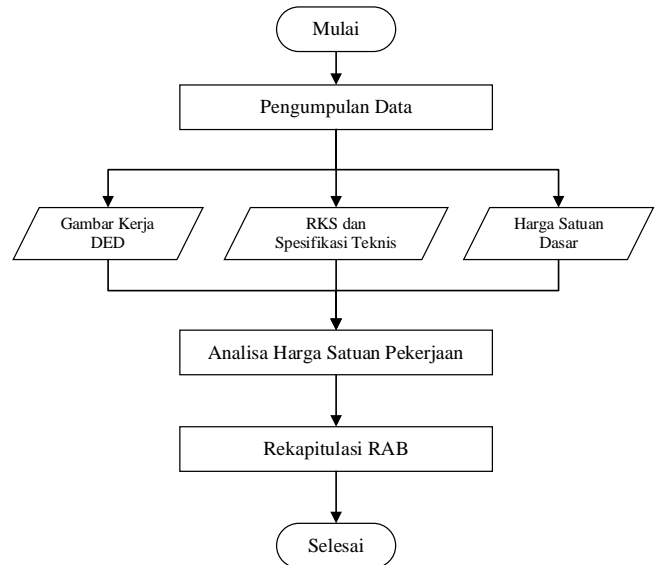 Mulai
Pengumpulan Data
Gambar Kerja
DED
RKS dan
Spesifikasi Teknis
Harga Satuan
Dasar
Analisa Harga Satuan Pekerjaan
Rekapitulasi RAB
Selesai